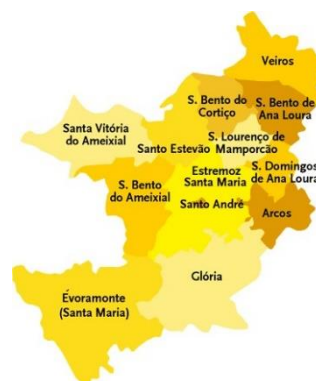 Veiros
S. Bento do
Cortiço
S. Bento de
Ana Loura
Santa Vitória
do Ameixial
Santo Estevão
S. Lourenço de
Mamporcão
S. Bento
do Ameixial
Estremoz
Santa Maria
S. Domingos
de Ana Loura
Santo André
Arcos
Glória
Évoramonte
(Santa Maria)